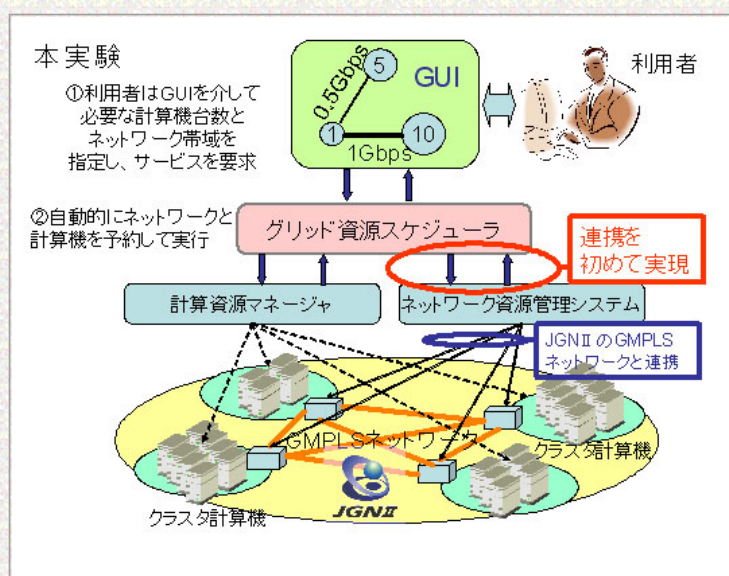 本実験
①利用者はGUIを介して
必要な計算機台数と
ネットワーク帯域を
指定し、サービスを要求
GUI
5
0.5Gbps
1
10
1Gbps
利用者
②自動的にネットワークと
計算機を予約して実行
グリッド資源スケジューラ
連携を
初めて実現
計算資源マネージャ
ネットワーク資源管理システム
JGNⅡのGMPLS
ネットワークと連携
GMPLSネットワーク
クラスタ計算機
クラスタ計算機
JGNⅡ